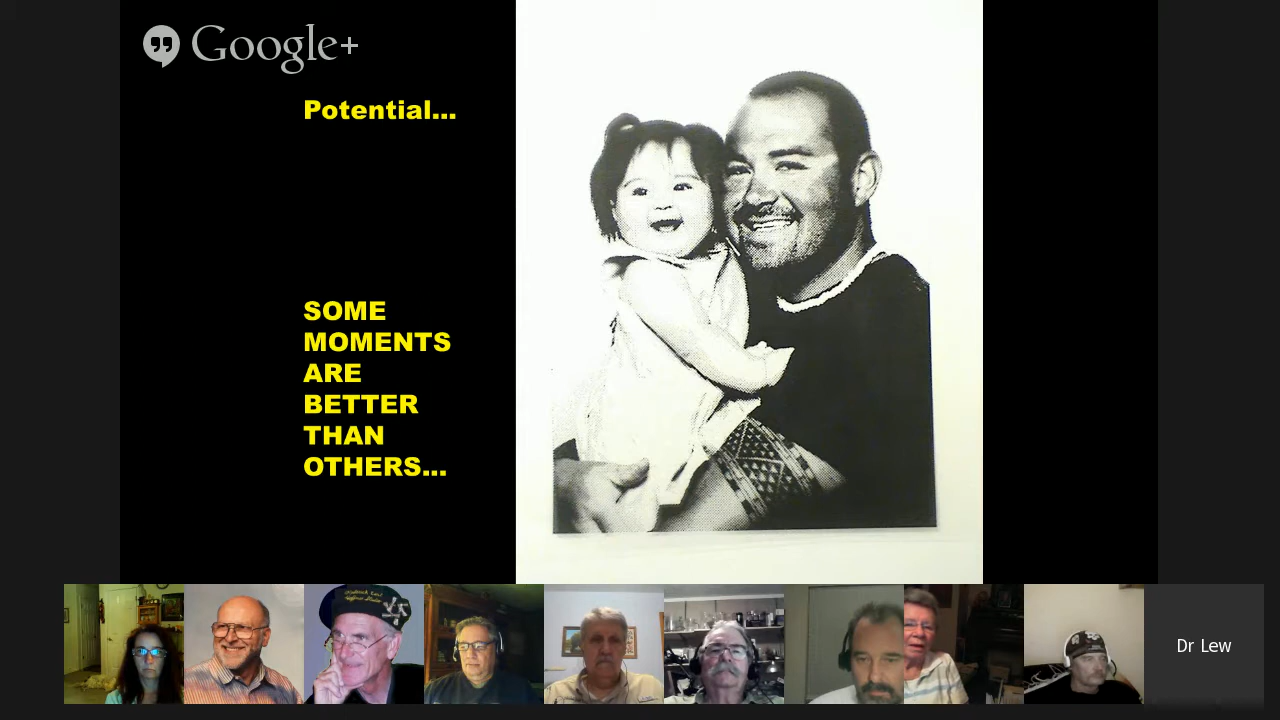 Google+
Potential...
SOME
MOMENTS
ARE
BETTER
THAN
OTHERS...
Dr Lew